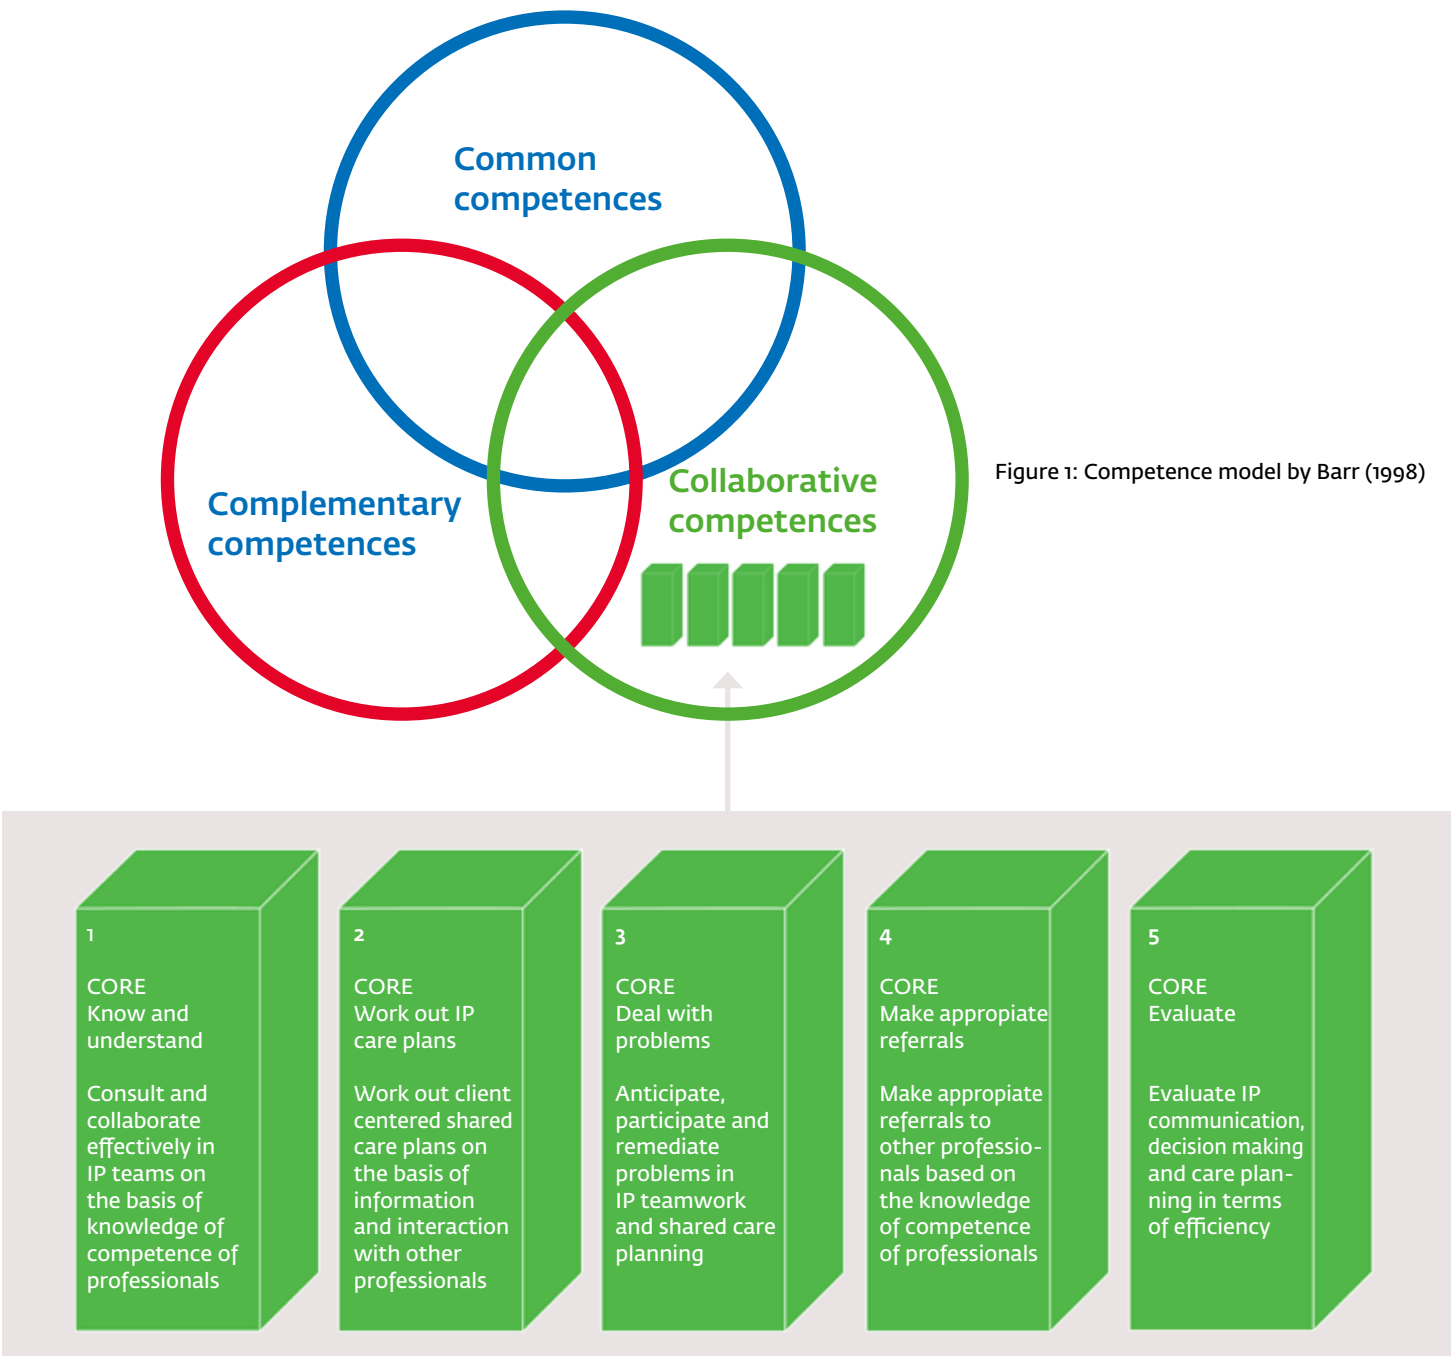 Common
competences
Complementary
competences
Collaborative
competences
Figure 1: Competence model by Barr (1998)
1
CORE
Know and
understand
Consult and
collaborate
effectively in
IP teams on
the basis of
knowledge of
competence of
professionals
2
CORE
Work out IP
care plans
Work out client
centered shared
care plans on
the basis of
information
and interaction
with other
professionals
3
CORE
Deal with
problems
Anticipate,
participate and
remediate
problems in
IP teamwork
and shared care
planning
4
CORE
Make appropiate
referrals
Make appropiate
referrals to
other professio-
nals based on
the knowledge
of competence
of professionals
5
CORE
Evaluate
Evaluate IP
communication,
decision making
and care plan-
ning in terms
of efficiency